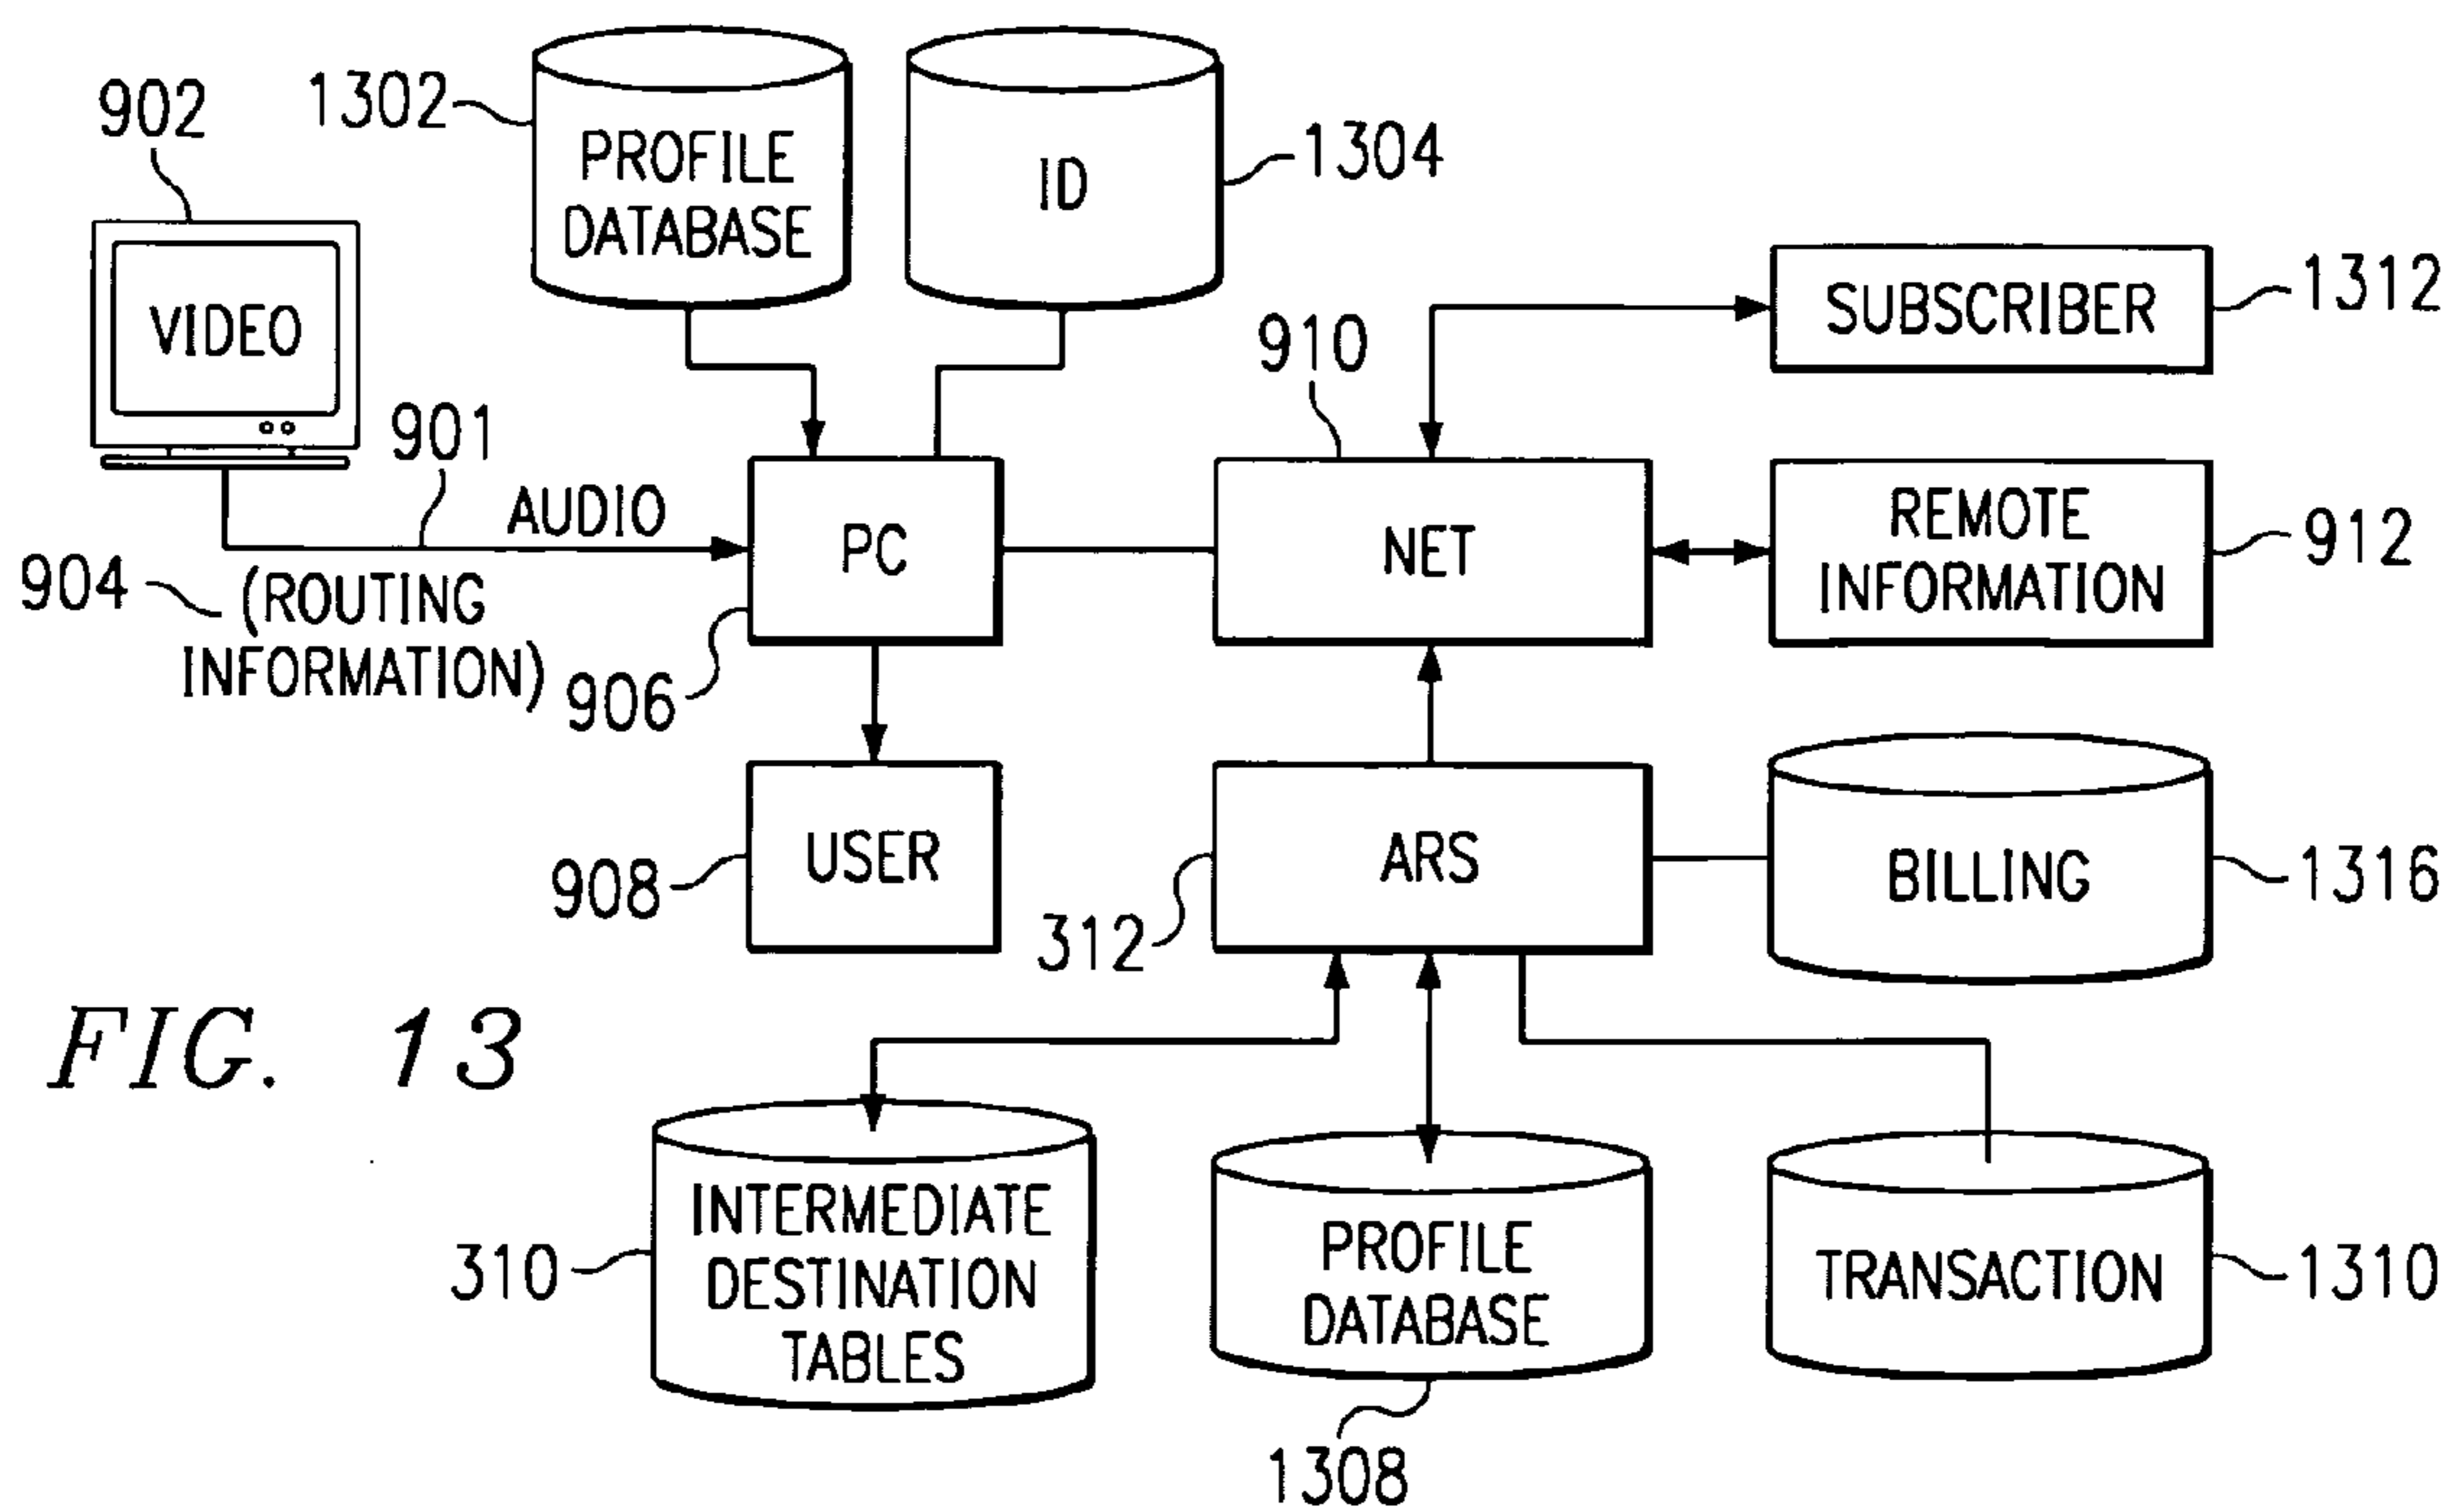 902
1302
PROFILE
DATABASE
ID
1304
VIDEO
901
AUDIO
904
(ROUTING
INFORMATION)
906
PC
910
NET
SUBSCRIBER
1312
REMOTE
INFORMATION
912
908
USER
312
ARS
BILLING
1316
FIG. 13
310
INTERMEDIATE
DESTINATION
TABLES
PROFILE
DATABASE
1308
TRANSACTION
1310